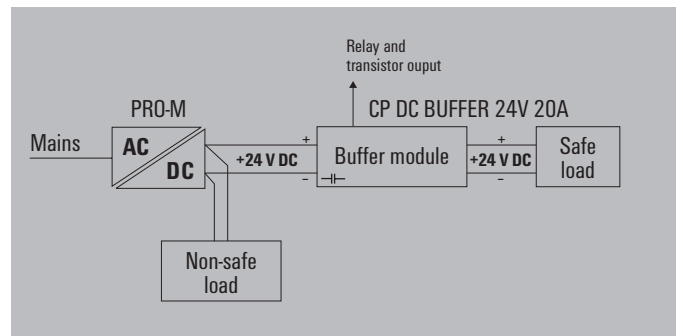 Relay and
transistor ouput
PRO-M
CP DC BUFFER 24V 20A
Mains
AC
DC
+
+24 V DC
–
Buffer module
+
+24 V DC
–
Safe
load
Non-safe
load